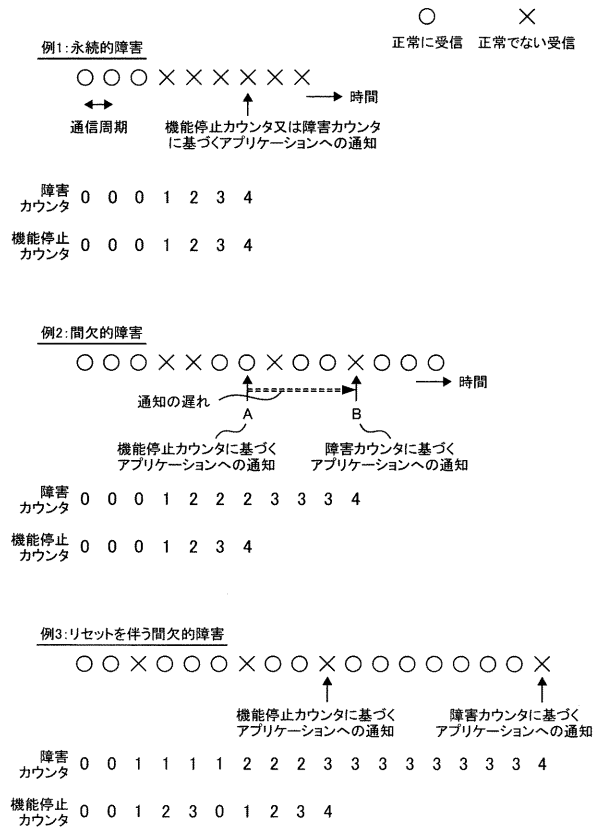 ○ ×
正常に受信 正常でない受信
例1:永続的障害
○ ○ ○ × × × × × ×
時間
通信周期
機能停止カウンタ又は障害カウンタ
に基づくアプリケーションへの通知
障害
カウンタ 0 0 0 1 2 3 4
機能停止
カウンタ 0 0 0 1 2 3 4
例2:間欠的障害
○ ○ ○ × × ○ ○ × ○ ○ × ○ ○ ○
時間
通知の遅れ
A B
機能停止カウンタに基づく
アプリケーションへの通知
障害カウンタに基づく
アプリケーションへの通知
障害
カウンタ 0 0 0 1 2 2 2 3 3 3 4
機能停止
カウンタ 0 0 0 1 2 3 4
例3:リセットを伴う間欠的障害
○ ○ × ○ ○ ○ × ○ ○ × ○ ○ ○ ○ ○ ○ ○ ×
機能停止カウンタに基づく
アプリケーションへの通知
障害カウンタに基づく
アプリケーションへの通知
障害
カウンタ 0 0 1 1 1 1 2 2 2 3 3 3 3 3 3 3 3 4
機能停止
カウンタ 0 0 1 2 3 0 1 2 3 4